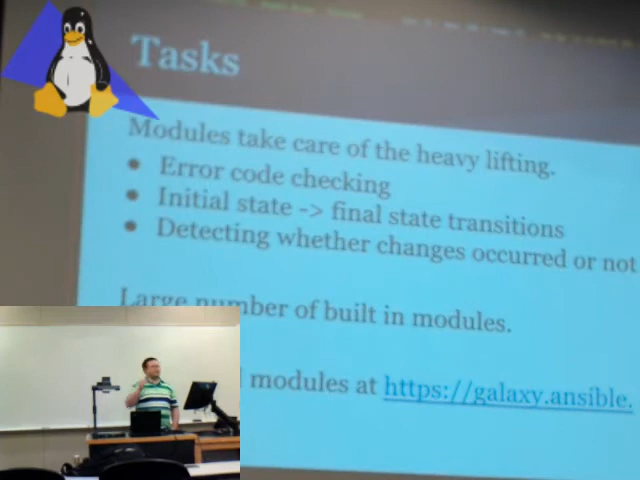 Tasks
Modules take care of the heavy lifting.
● Error code checking
● Initial state -> final state transitions
● Detecting whether changes occurred or not
Large number of built in modules.
modules at https://galaxy.ansible.